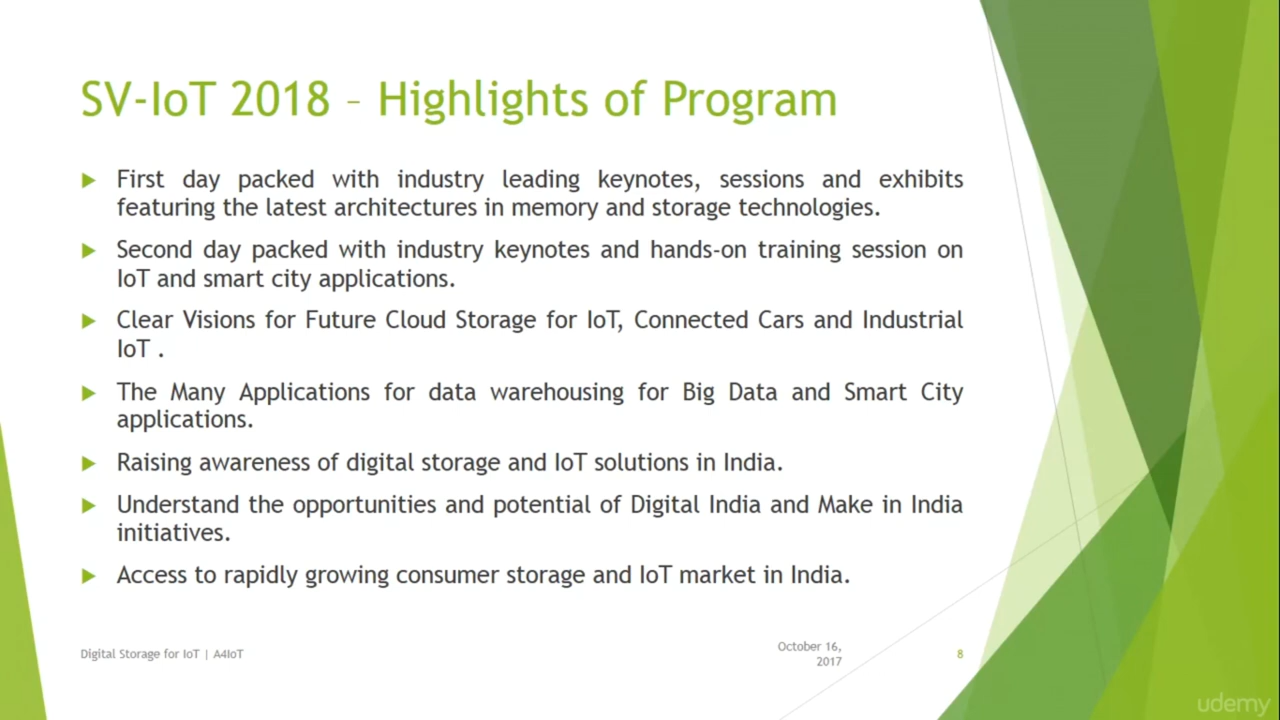 SV-IoT 2018 – Highlights of Program
First day packed with industry leading keynotes, sessions and exhibits
featuring the latest architectures in memory and storage technologies.
Second day packed with industry keynotes and hands-on training session on
IoT and smart city applications.
Clear Visions for Future Cloud Storage for IoT, Connected Cars and Industrial
IoT .
The Many Applications for data warehousing for Big Data and Smart City
applications.
Raising awareness of digital storage and IoT solutions in India.
Understand the opportunities and potential of Digital India and Make in India
initiatives.
Access to rapidly growing consumer storage and IoT market in India.
Digital Storage for IoT | A4IoT
October 16,
2017
8
udemy